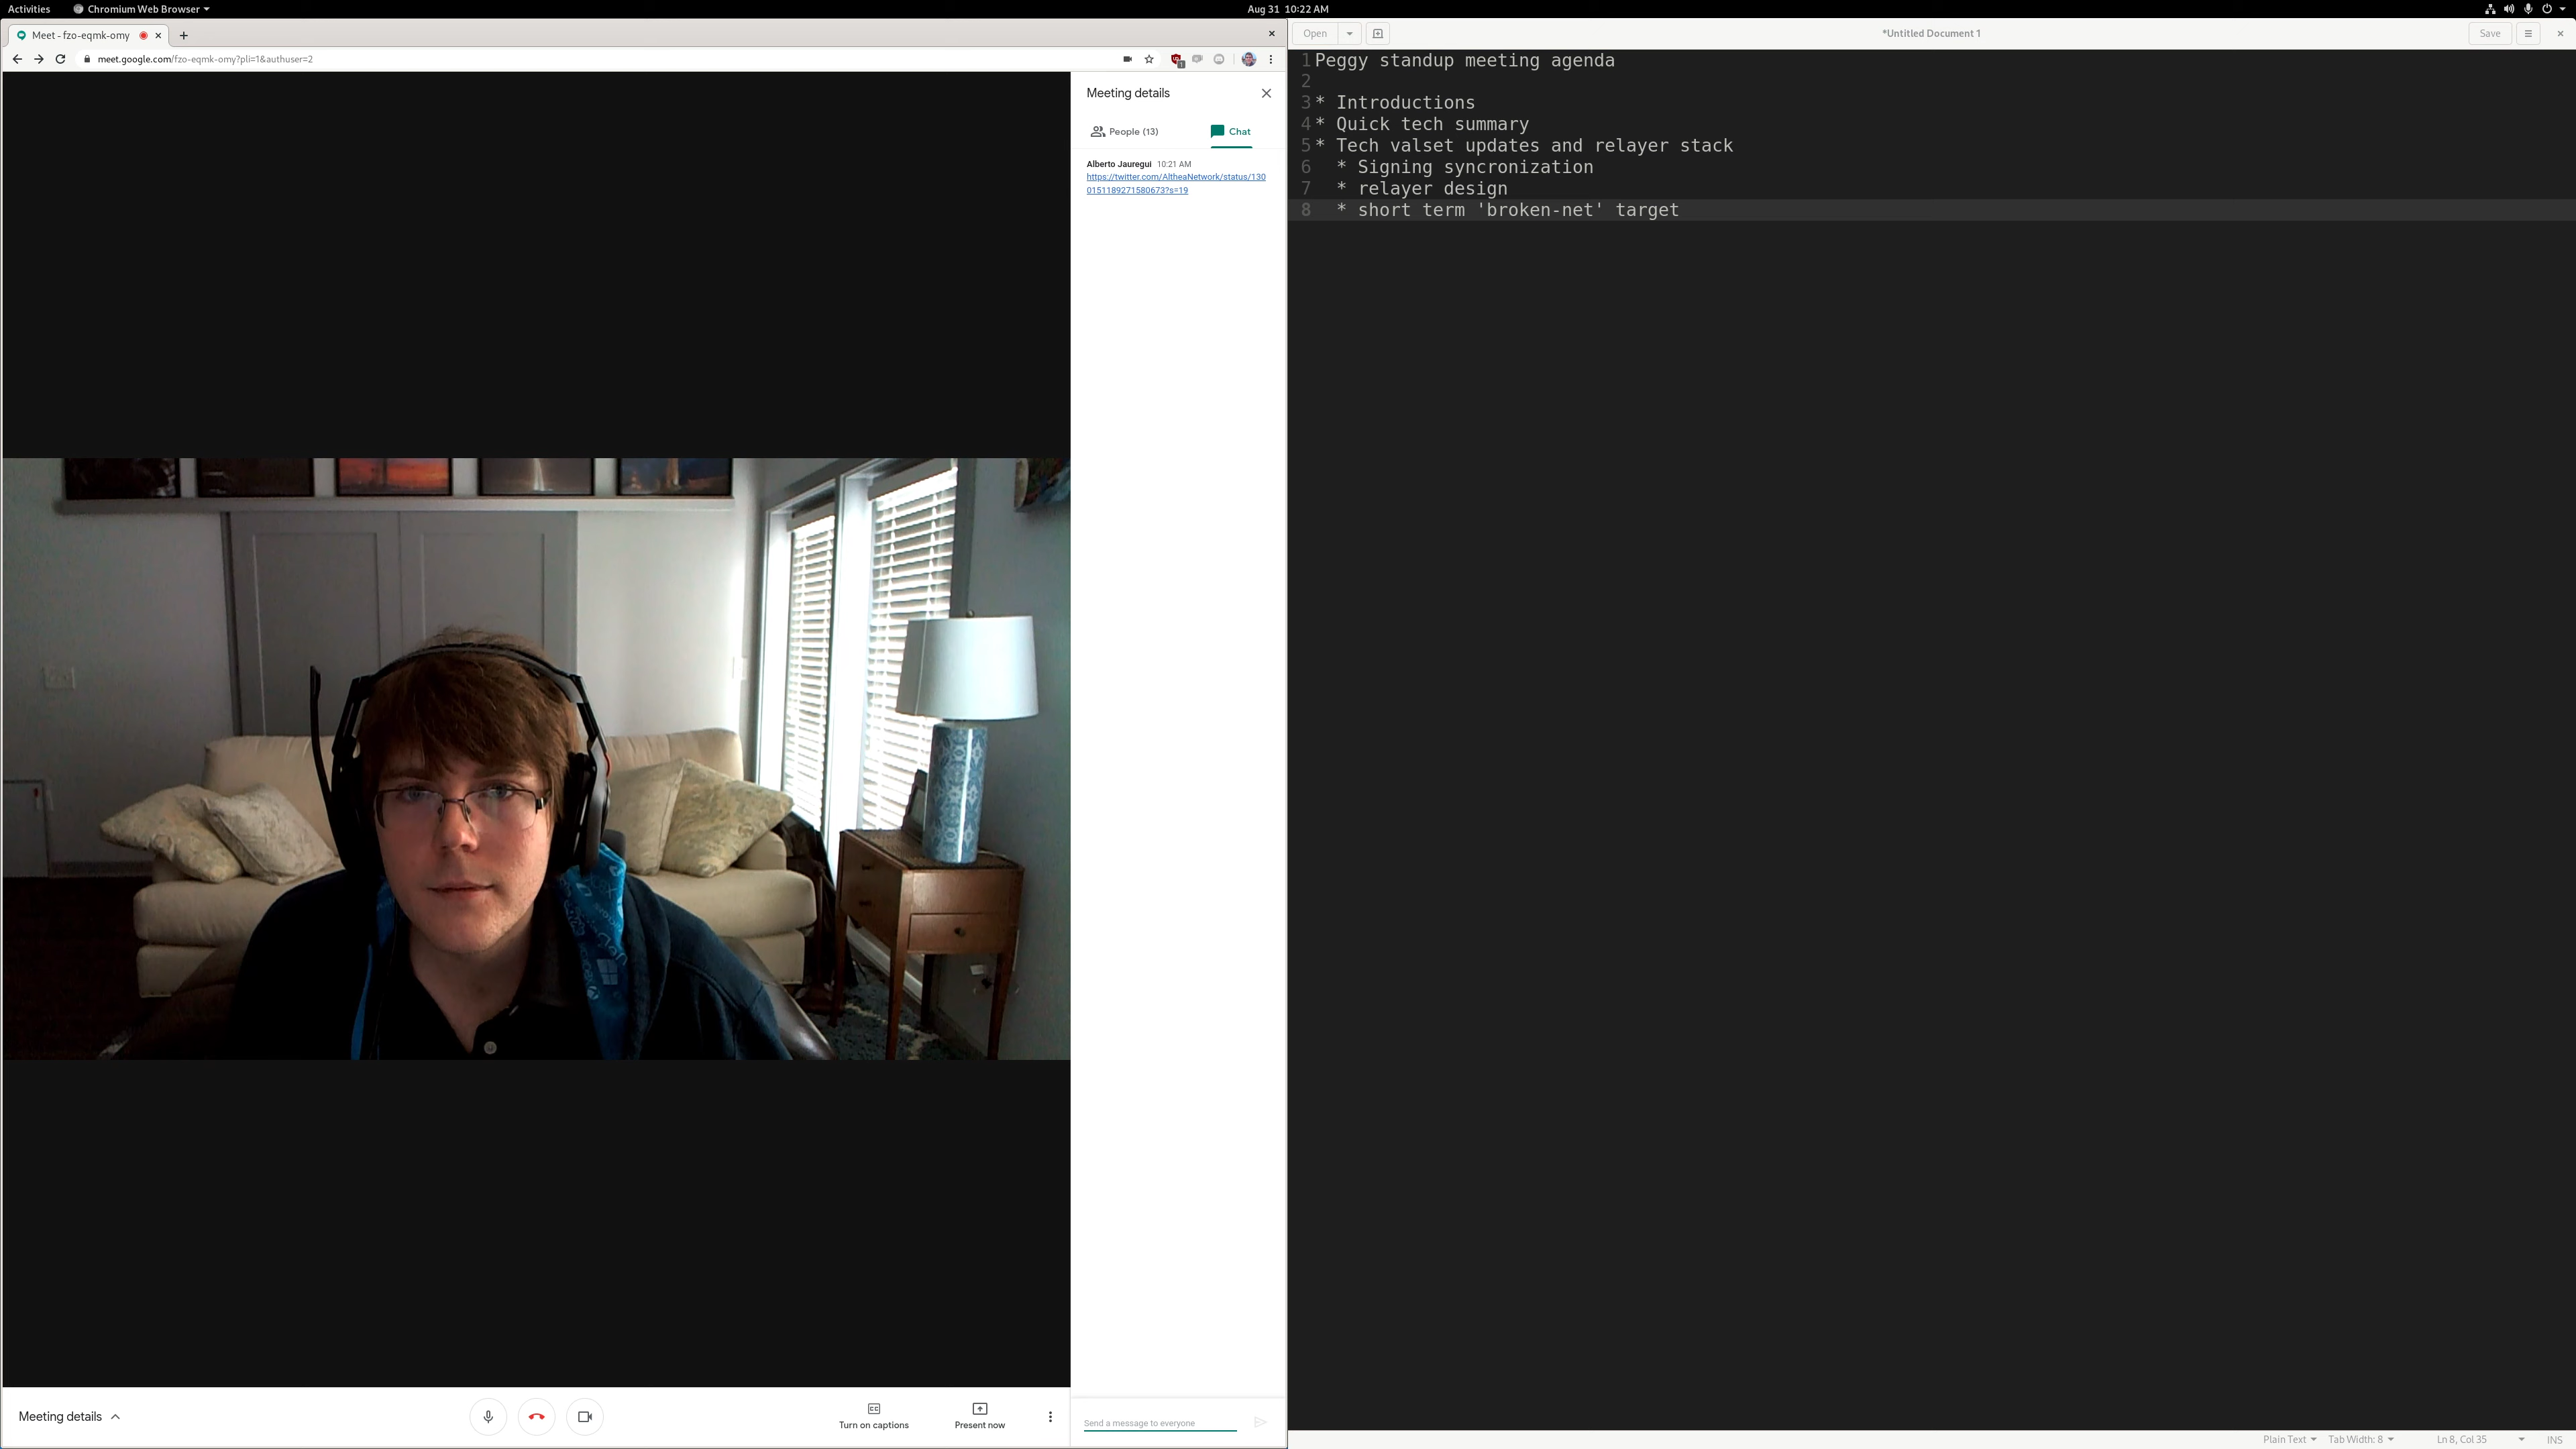 Activities
Chromium Web Browser
Aug 31 10:22 AM
Meet - fzo-eqmk-omy
meet.google.com/fzo-eqmk-omy?pli=1&authuser=2
1
Meeting details
People (13)
Chat
Alberto Jauregui 10:21 AM
https://twitter.com/AltheaNetwork/status/130
0151189271580673?s=19
Meeting details
CC
Turn on captions
Present now
Send a message to everyone
Open
*Untitled Document 1
Save
1 Peggy standup meeting agenda
2
3 * Introductions
4 * Quick tech summary
5 * Tech valset updates and relayer stack
6   * Signing syncronization
7   * relayer design
8   * short term 'broken-net' target
Plain Text
Tab Width: 8
Ln 8, Col 35
INS